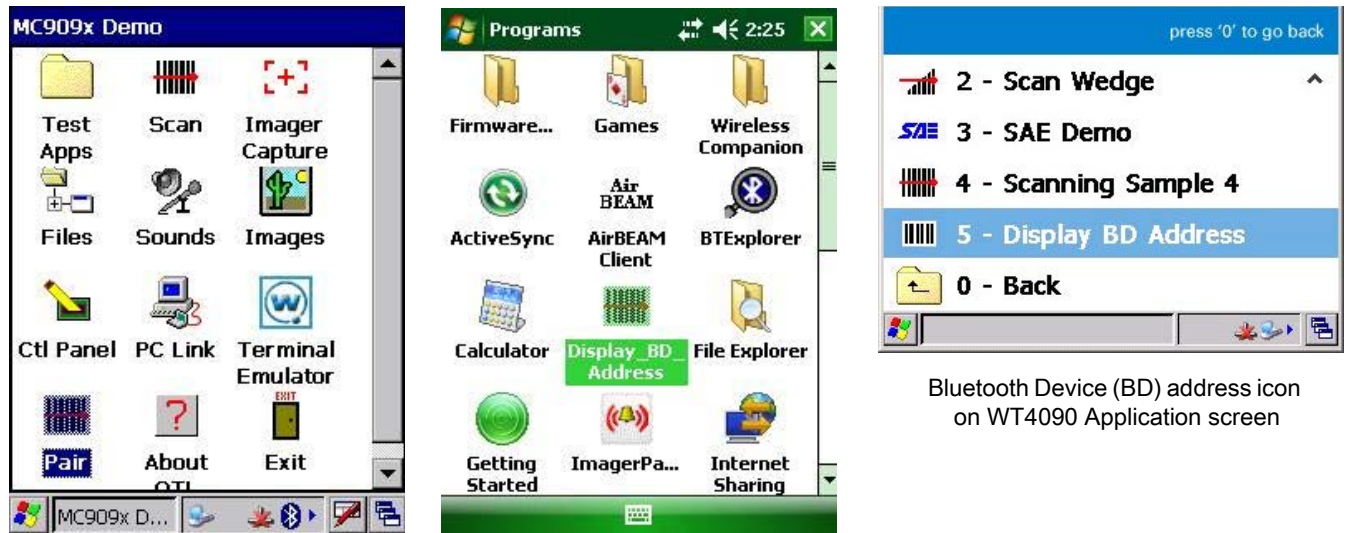 MC909x Demo
Test Apps
Scan
Imager Capture
Files
Sounds
Images
Ctl Panel
PC Link
Terminal Emulator
Pair
About
EXIT
Exit
MC909x D...
Programs 2:25
Firmware...
Games
Wireless Companion
ActiveSync
Air BEAM
AirBEAM Client
BTExplorer
Calculator
Display_BD_ Address
File Explorer
Getting Started
ImagerPa...
Internet Sharing
press '0' to go back
2 - Scan Wedge
SAE 3 - SAE Demo
4 - Scanning Sample 4
5 - Display BD Address
0 - Back
Bluetooth Device (BD) address icon
on WT4090 Application screen